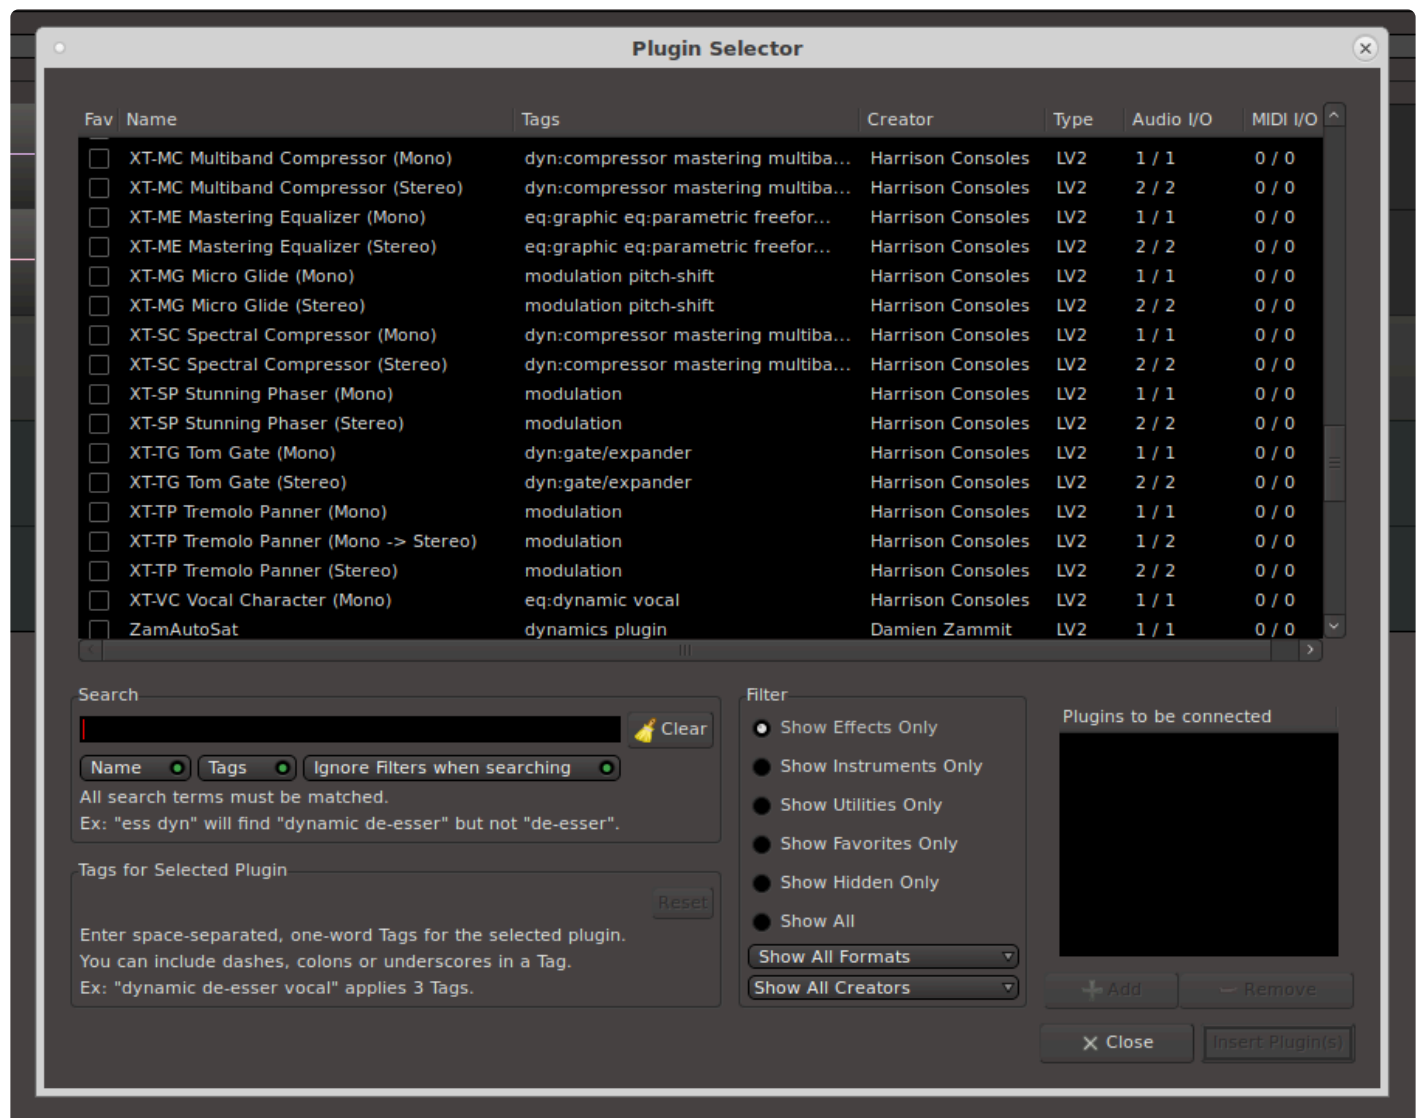 Plugin Selector
Fav Name Tags Creator Type Audio I/O MIDI I/O
XT-MC Multiband Compressor (Mono) dyn:compressor mastering multiba... Harrison Consoles LV2 1 / 1 0 / 0
XT-MC Multiband Compressor (Stereo) dyn:compressor mastering multiba... Harrison Consoles LV2 2 / 2 0 / 0
XT-ME Mastering Equalizer (Mono) eq:graphic eq:parametric freefor... Harrison Consoles LV2 1 / 1 0 / 0
XT-ME Mastering Equalizer (Stereo) eq:graphic eq:parametric freefor... Harrison Consoles LV2 2 / 2 0 / 0
XT-MG Micro Glide (Mono) modulation pitch-shift Harrison Consoles LV2 1 / 1 0 / 0
XT-MG Micro Glide (Stereo) modulation pitch-shift Harrison Consoles LV2 2 / 2 0 / 0
XT-SC Spectral Compressor (Mono) dyn:compressor mastering multiba... Harrison Consoles LV2 1 / 1 0 / 0
XT-SC Spectral Compressor (Stereo) dyn:compressor mastering multiba... Harrison Consoles LV2 2 / 2 0 / 0
XT-SP Stunning Phaser (Mono) modulation Harrison Consoles LV2 1 / 1 0 / 0
XT-SP Stunning Phaser (Stereo) modulation Harrison Consoles LV2 2 / 2 0 / 0
XT-TG Tom Gate (Mono) dyn:gate/expander Harrison Consoles LV2 1 / 1 0 / 0
XT-TG Tom Gate (Stereo) dyn:gate/expander Harrison Consoles LV2 2 / 2 0 / 0
XT-TP Tremolo Panner (Mono) modulation Harrison Consoles LV2 1 / 1 0 / 0
XT-TP Tremolo Panner (Mono -> Stereo) modulation Harrison Consoles LV2 1 / 2 0 / 0
XT-TP Tremolo Panner (Stereo) modulation Harrison Consoles LV2 2 / 2 0 / 0
XT-VC Vocal Character (Mono) eq:dynamic vocal Harrison Consoles LV2 1 / 1 0 / 0
ZamAutoSat dynamics plugin Damien Zammit LV2 1 / 1 0 / 0
Search
Clear
Name Tags Ignore Filters when searching
All search terms must be matched.
Ex: "ess dyn" will find "dynamic de-esser" but not "de-esser".
Tags for Selected Plugin
Reset
Enter space-separated, one-word Tags for the selected plugin.
You can include dashes, colons or underscores in a Tag.
Ex: "dynamic de-esser vocal" applies 3 Tags.
Filter
Show Effects Only
Show Instruments Only
Show Utilities Only
Show Favorites Only
Show Hidden Only
Show All
Show All Formats
Show All Creators
Plugins to be connected
Add Remove
Close Insert Plugin(s)